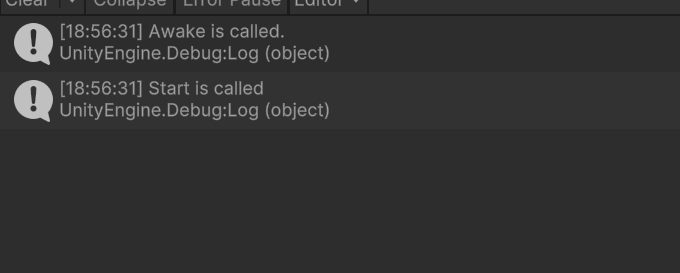 Clear Collapse Error Pause Editor
[18:56:31] Awake is called.
UnityEngine.Debug:Log (object)
[18:56:31] Start is called
UnityEngine.Debug:Log (object)